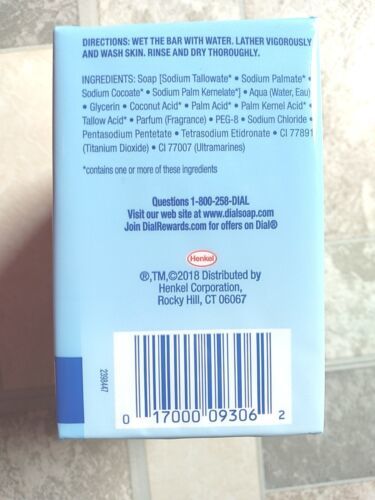 DIRECTIONS: WET THE BAR WITH WATER. LATHER VIGOROUSLY
AND WASH SKIN. RINSE AND DRY THOROUGHLY.
INGREDIENTS: Soap [Sodium Tallowate* • Sodium Palmate* •
Sodium Cocoate* • Sodium Palm Kernelate*] • Aqua (Water, Eau)
• Glycerin • Coconut Acid* • Palm Acid* • Palm Kernel Acid* •
Tallow Acid* • Parfum (Fragrance) • PEG-8 • Sodium Chloride •
Pentasodium Pentetate • Tetrasodium Etidronate • CI 77891
(Titanium Dioxide) • CI 77007 (Ultramarines)
*contains one or more of these ingredients
Questions 1-800-258-DIAL
Visit our web site at www.dialsoap.com
Join DialRewards.com for offers on Dial®
Henkel
®,TM,©2018 Distributed by
Henkel Corporation,
Rocky Hill, CT 06067
2398447
0 17000 09306 2